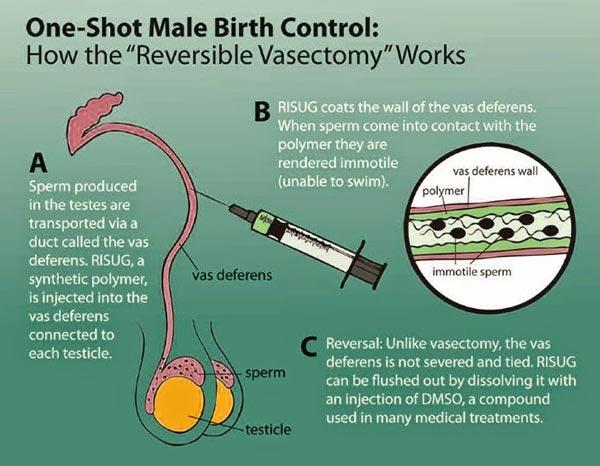 One-Shot Male Birth Control:
How the “Reversible Vasectomy” Works
A
Sperm produced
in the testes are
transported via a
duct called the vas
deferens. RISUG, a
synthetic polymer,
is injected into the
vas deferens
connected to
each testicle.
B
RISUG coats the wall of the vas deferens.
When sperm come into contact with the
polymer they are
rendered immotile
(unable to swim).
vas deferens wall
polymer
immotile sperm
vas deferens
sperm
testicle
C
Reversal: Unlike vasectomy, the vas
deferens is not severed and tied. RISUG
can be flushed out by dissolving it with
an injection of DMSO, a compound
used in many medical treatments.